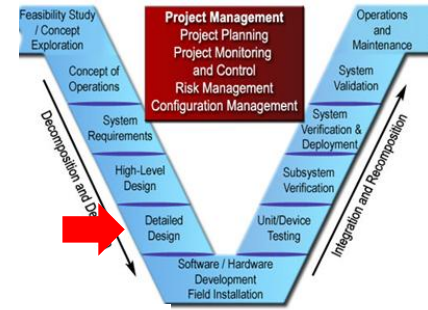 Feasibility Study
/ Concept
Exploration
Concept of
Operations
System
Requirements
High-Level
Design
Detailed
Design
Software / Hardware
Development
Field Installation
Unit/Device
Testing
Subsystem
Verification
System
Verification &
Deployment
System
Validation
Operations
and
Maintenance
Project Management
Project Planning
Project Monitoring
and Control
Risk Management
Configuration Management
Decomposition and
Integration and Recomposition